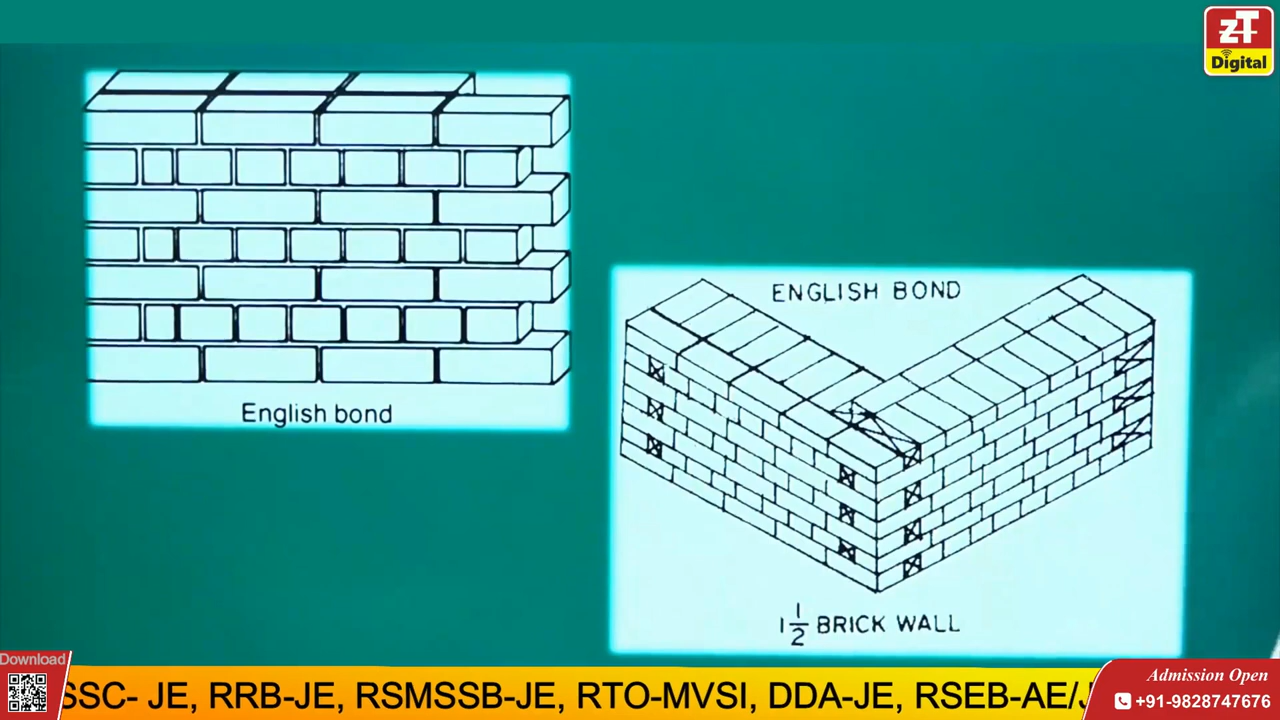 zT
Digital
English bond
ENGLISH BOND
1 1/2 BRICK WALL
Download
SSC- JE, RRB-JE, RSMSSB-JE, RTO-MVSI, DDA-JE, RSEB-AE/J
Admission Open
+91-9828747676